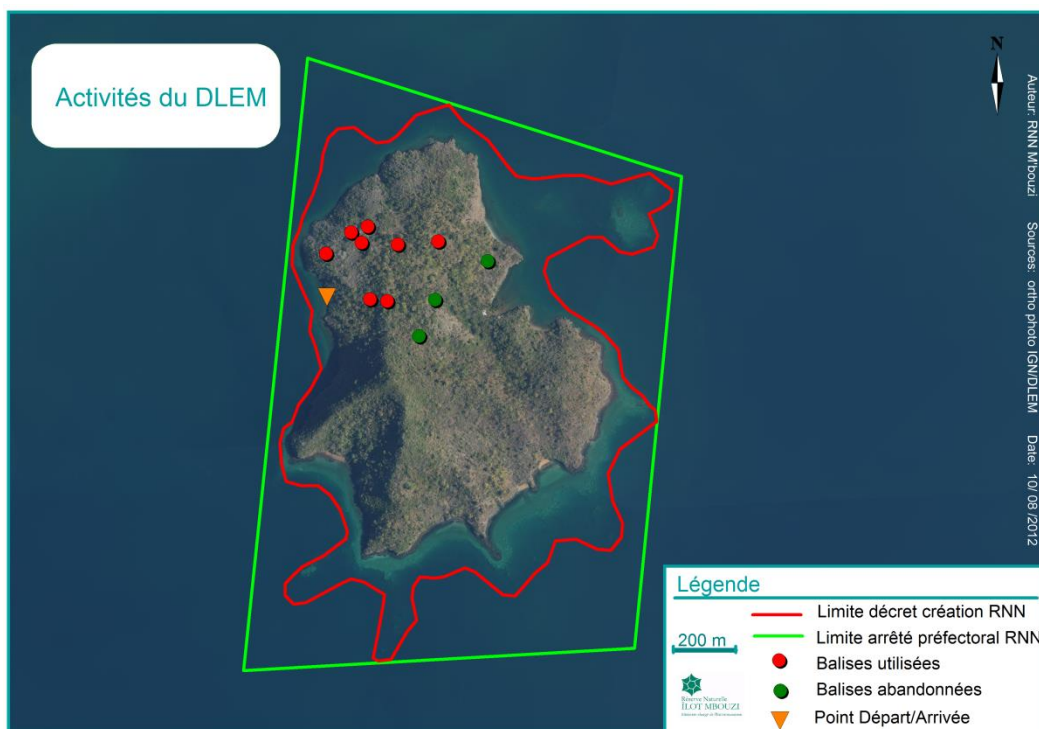 Activités du DLEM
N
Auteur: RNN M'bouzi Sources: ortho photo IGN/DLEM Date: 10/ 08 /2012
Légende
Limite décret création RNN
200 m
Limite arrêté préfectoral RNN
Balises utilisées
Balises abandonnées
Réserve Naturelle
ÎLOT MBOUZI
Point Départ/Arrivée